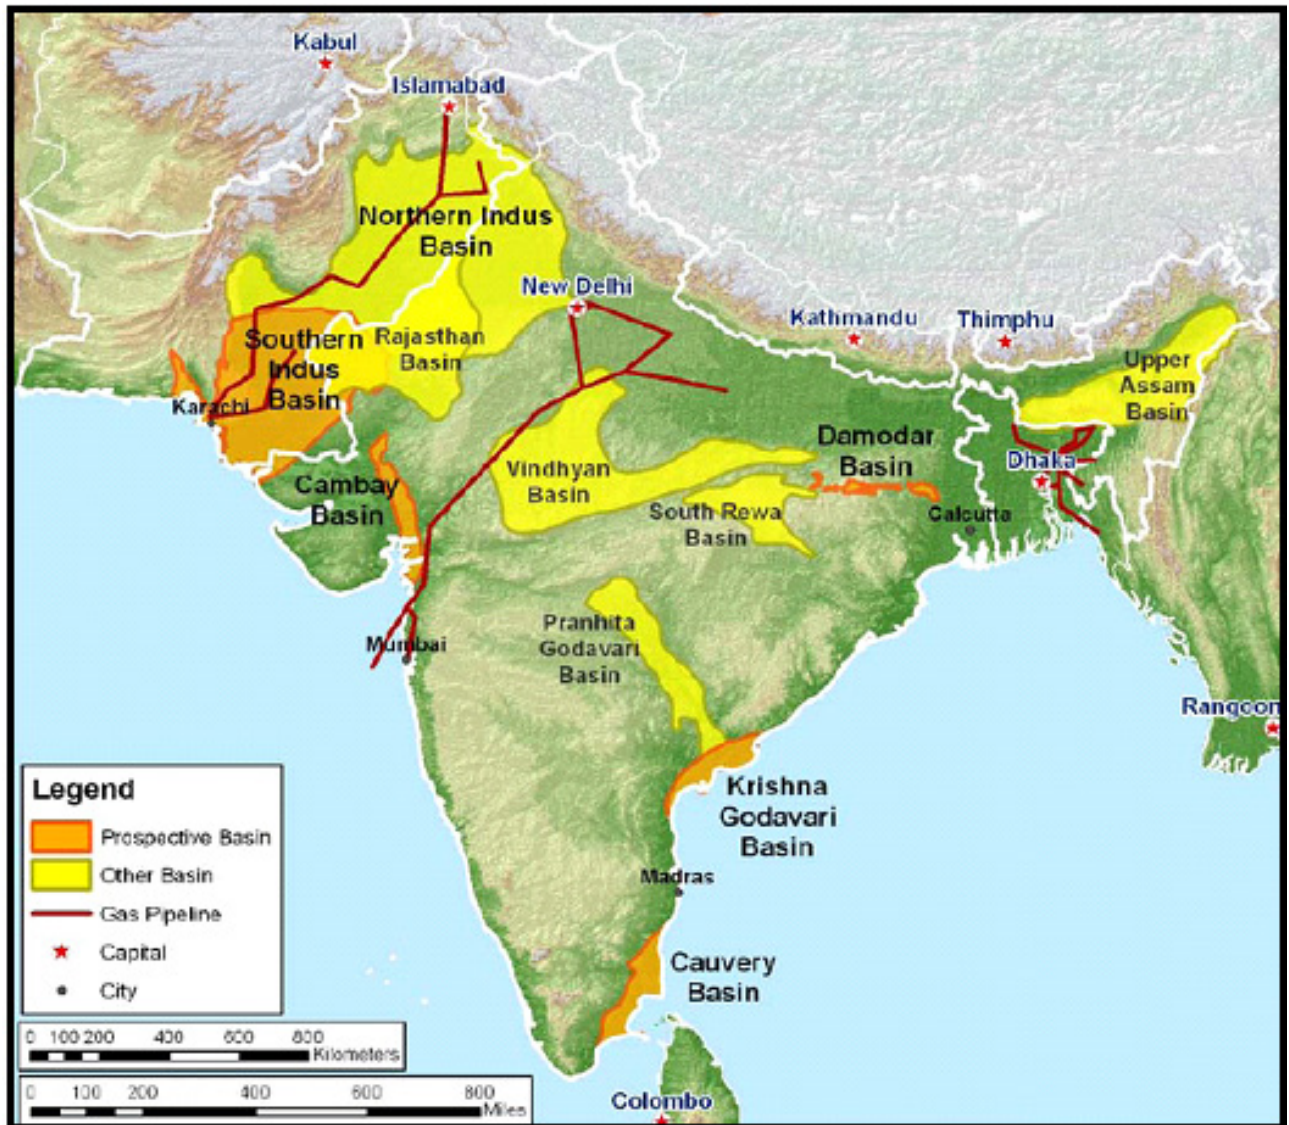 Kabul
Islamabad
Northern Indus
Basin
New Delhi
Kathmandu
Thimphu
Southern
Indus
Basin
Rajasthan
Basin
Upper
Assam
Basin
Karachi
Damodar
Basin
Dhaka
Cambay
Basin
Vindhyan
Basin
South Rewa
Basin
Calcutta
Pranhita
Godavari
Basin
Mumbai
Rangoon
Krishna
Godavari
Basin
Madras
Cauvery
Basin
Colombo
Legend
Prospective Basin
Other Basin
Gas Pipeline
Capital
City
0 100 200 400 600 800
Kilometers
0 100 200 400 600 800
Miles